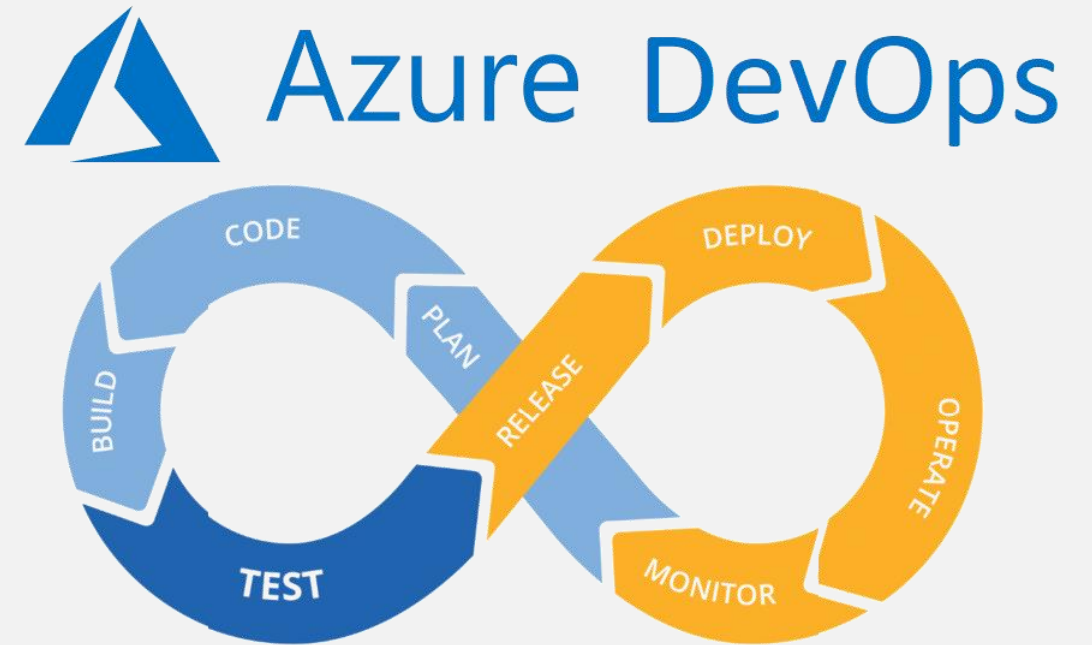 Azure DevOps
CODE
DEPLOY
PLAN
BUILD
RELEASE
OPERATE
TEST
MONITOR